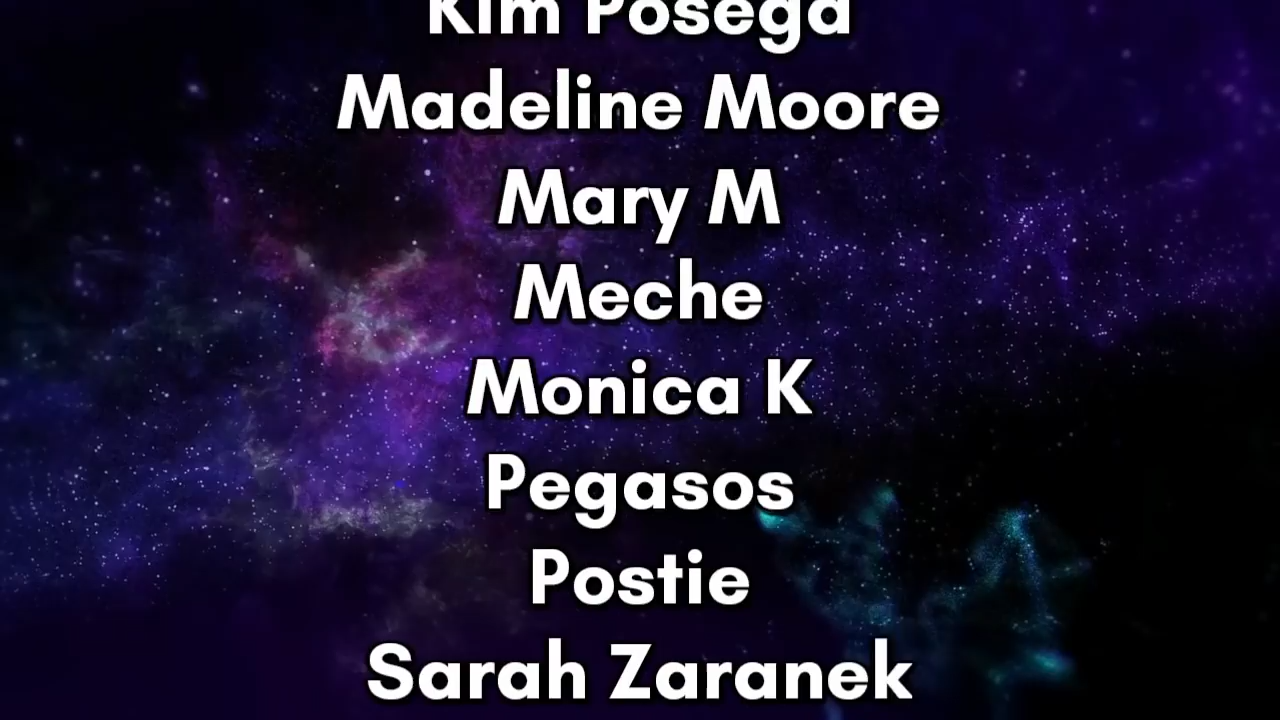 Kim Posega
Madeline Moore
Mary M
Meche
Monica K
Pegasos
Postie
Sarah Zaranek